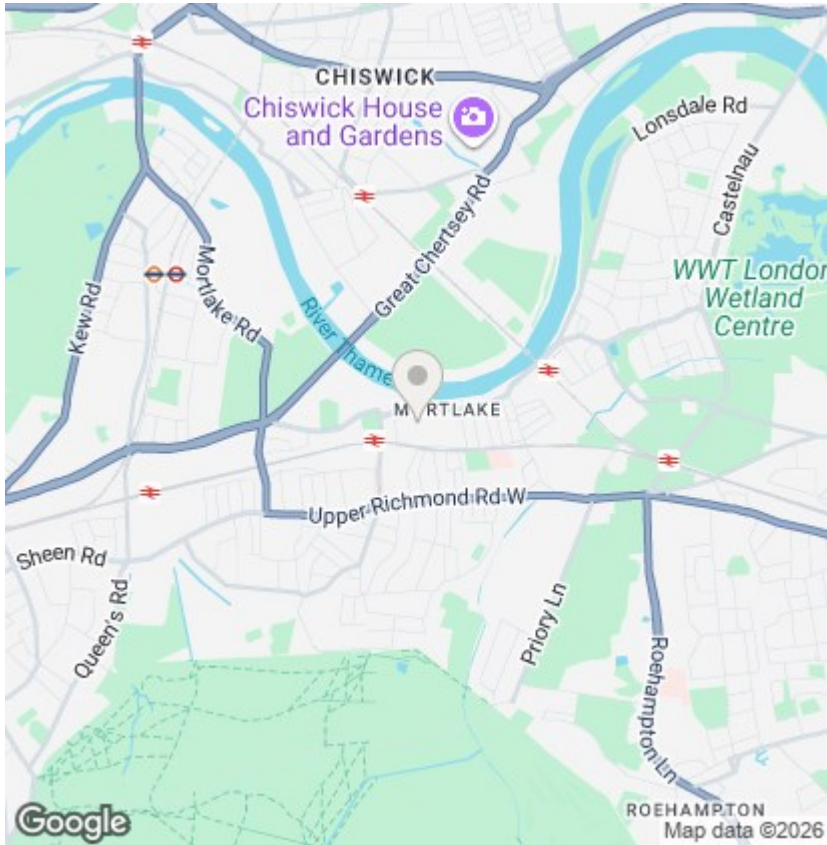 CHISWICK
Chiswick House
and Gardens
Lonsdale Rd
Castelnau
Great Chertsey Rd
WWT London
Wetland
Centre
Mortlake Rd
Kew Rd
River Thame
MORTLAKE
Upper Richmond Rd W
Sheen Rd
Queen's Rd
Priory Ln
Roehampton Ln
ROEHAMPTON
Google
Map data ©2026